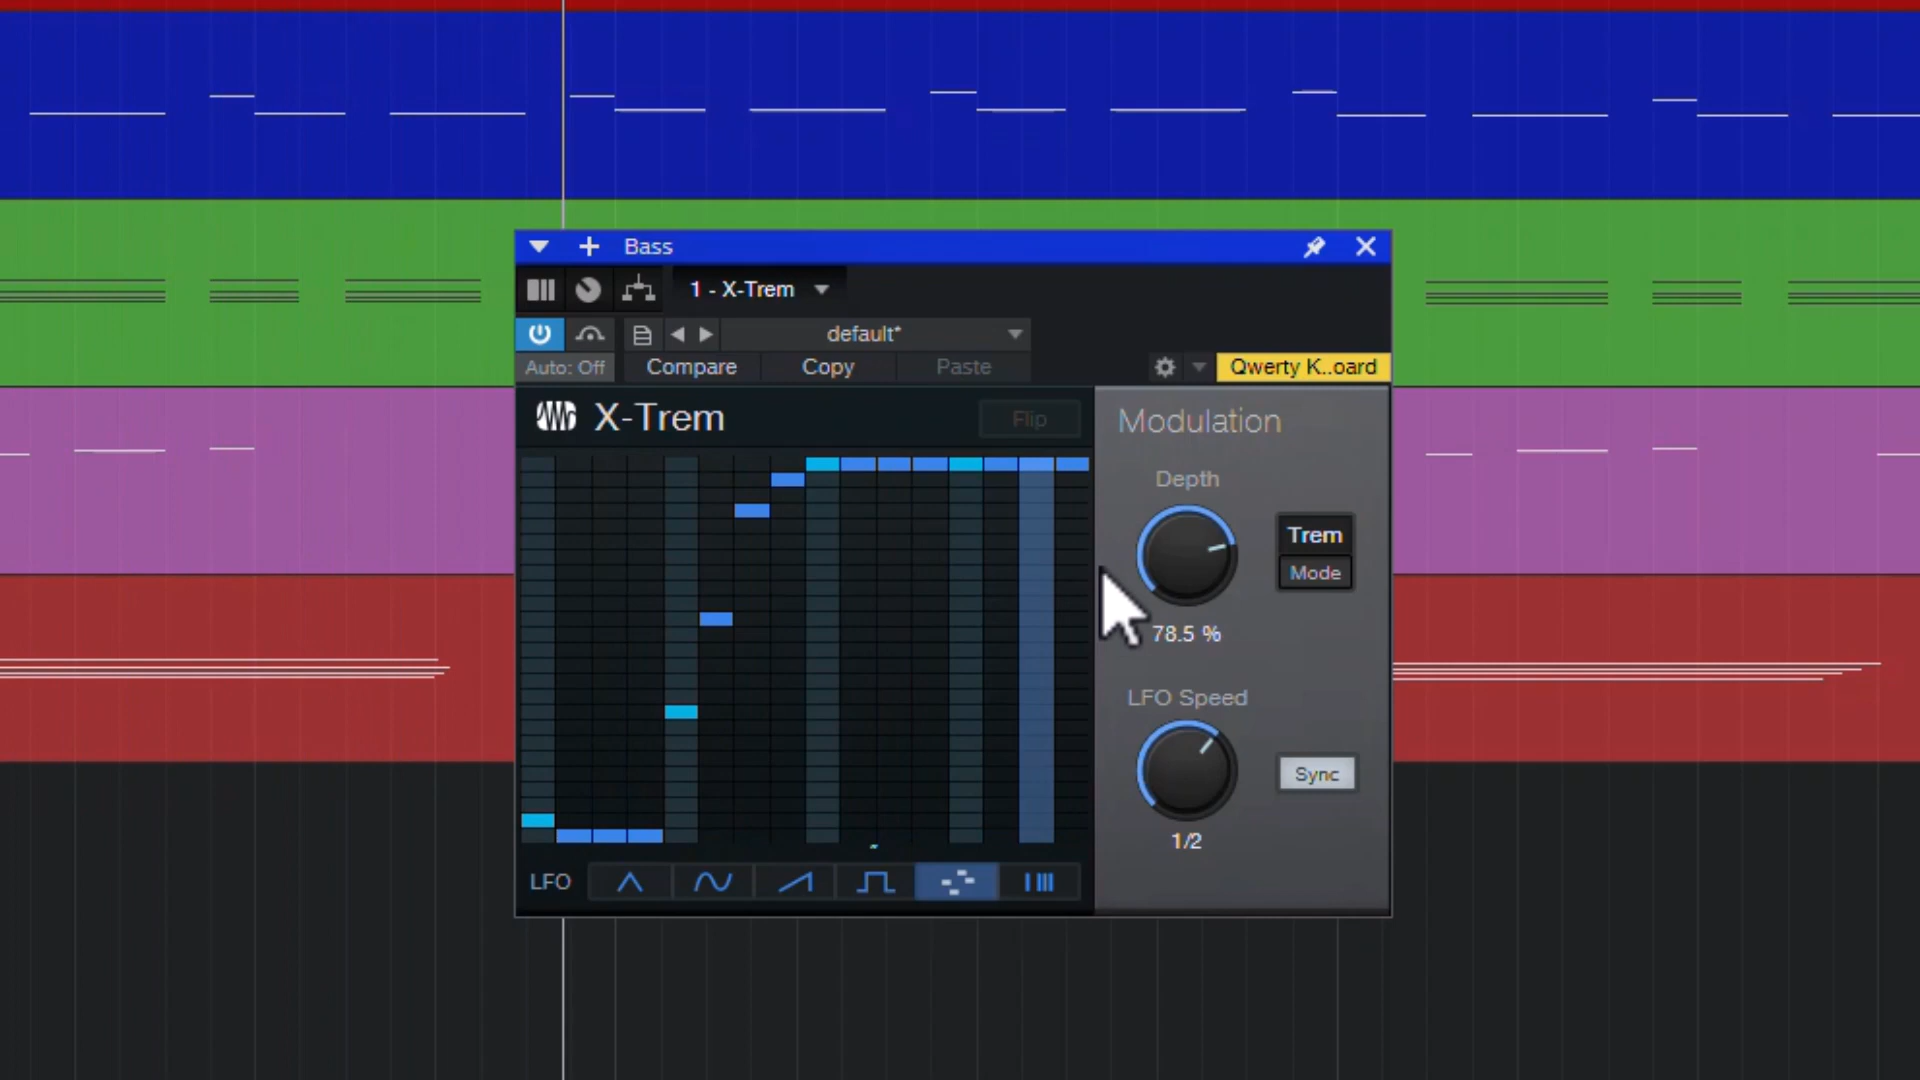 Bass
1 - X-Trem
default*
Auto: Off Compare Copy Paste Qwerty K..oard
X-Trem Flip Modulation
Depth
Trem
Mode
78.5 %
LFO Speed
Sync
1/2
LFO